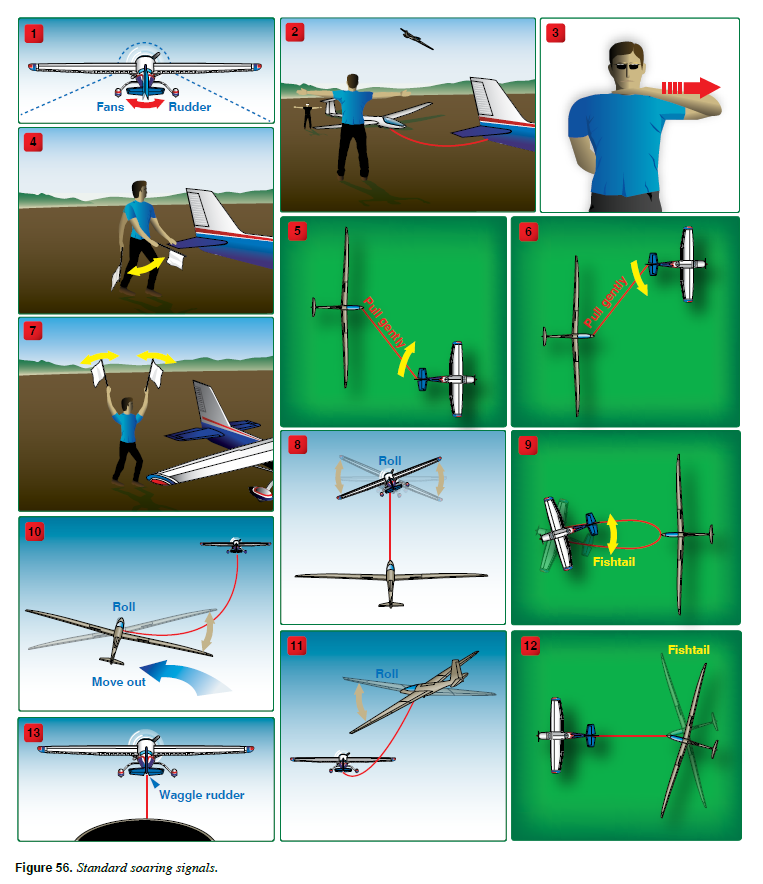 1
Fans Rudder
2
3
4
5
Pull gently
6
Pull gently
7
8
Roll
9
Fishtail
10
Roll
Move out
11
Roll
12
Fishtail
13
Waggle rudder
Figure 56. Standard soaring signals.